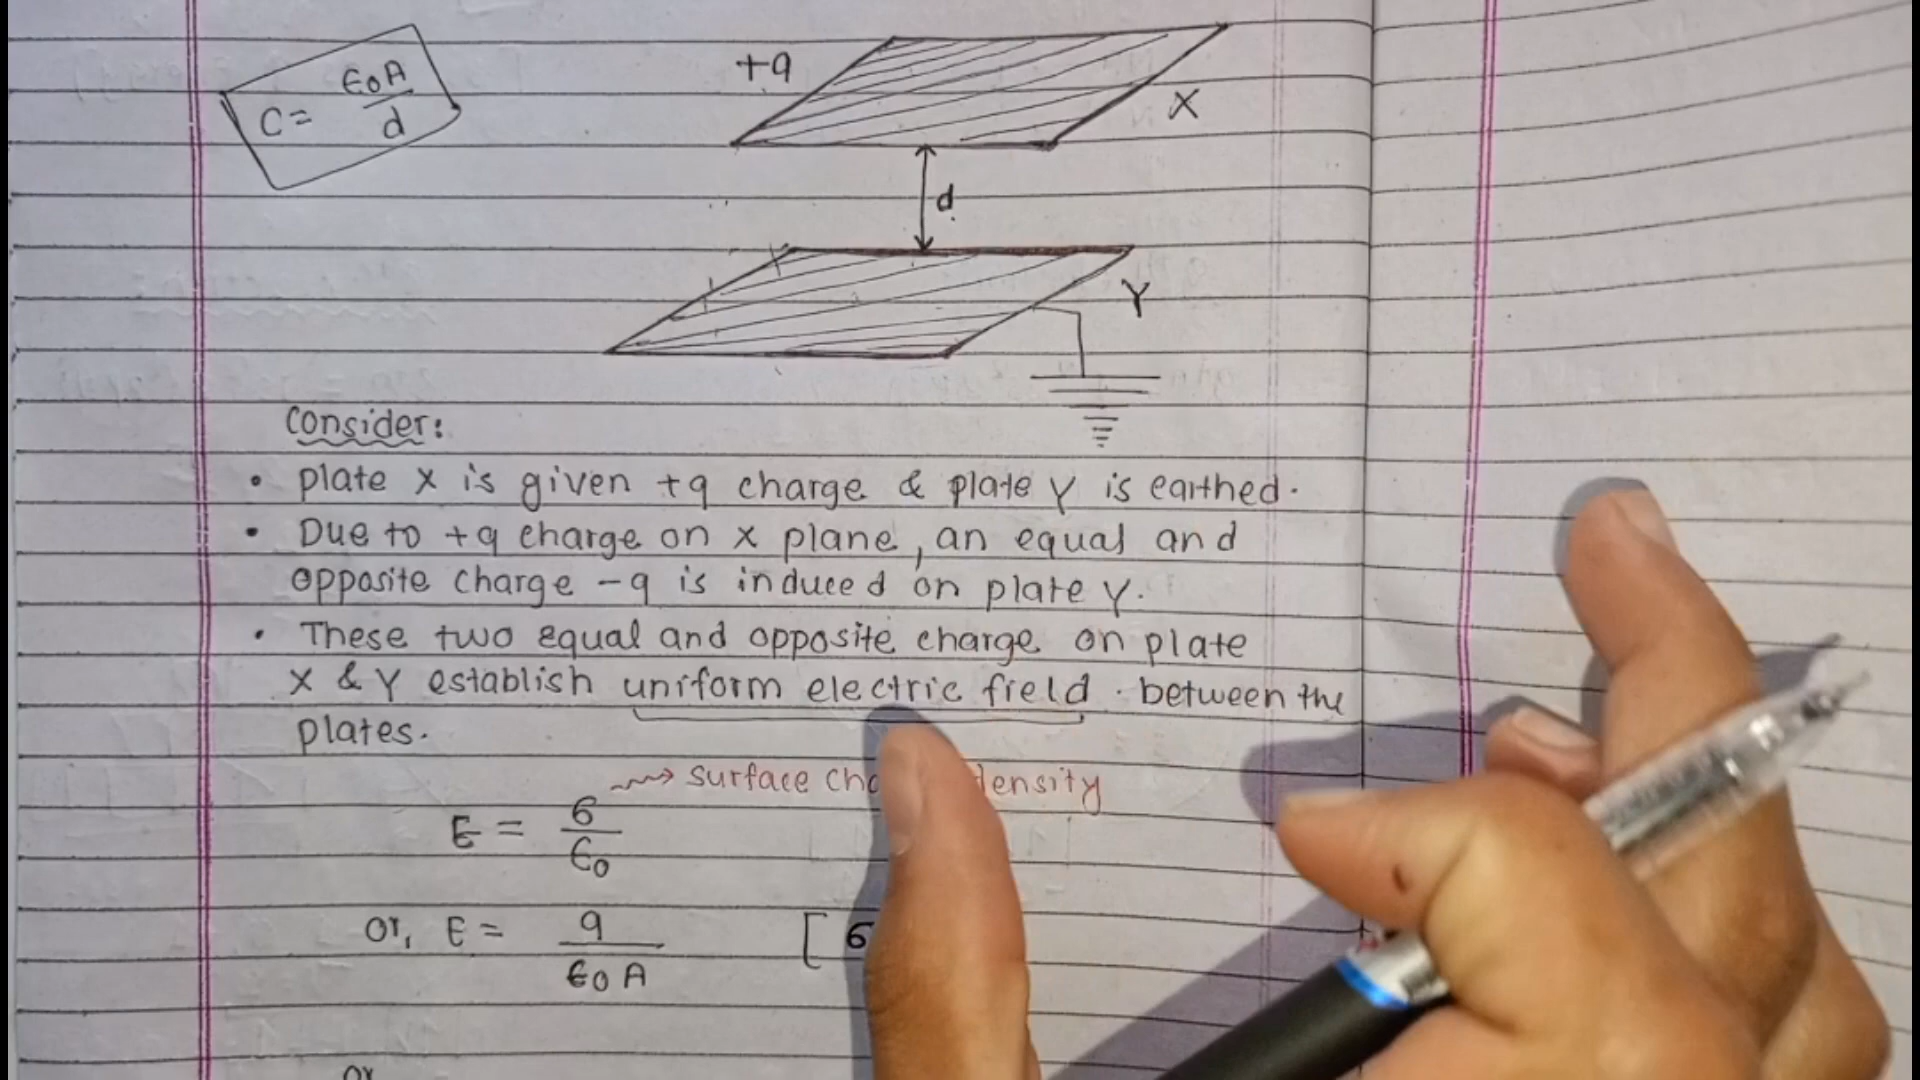 C = ϵ0A
d
+q
X
d
Y
Consider:
• plate X is given +q charge & plate Y is earthed.
• Due to +q charge on X plane, an equal and
opposite charge -q is induced on plate Y.
• These two equal and opposite charge on plate
X & Y establish uniform electric field . between the
plates.
surface density
E = σ
ϵ0
or, E = q
ϵ0 A
[ σ
or